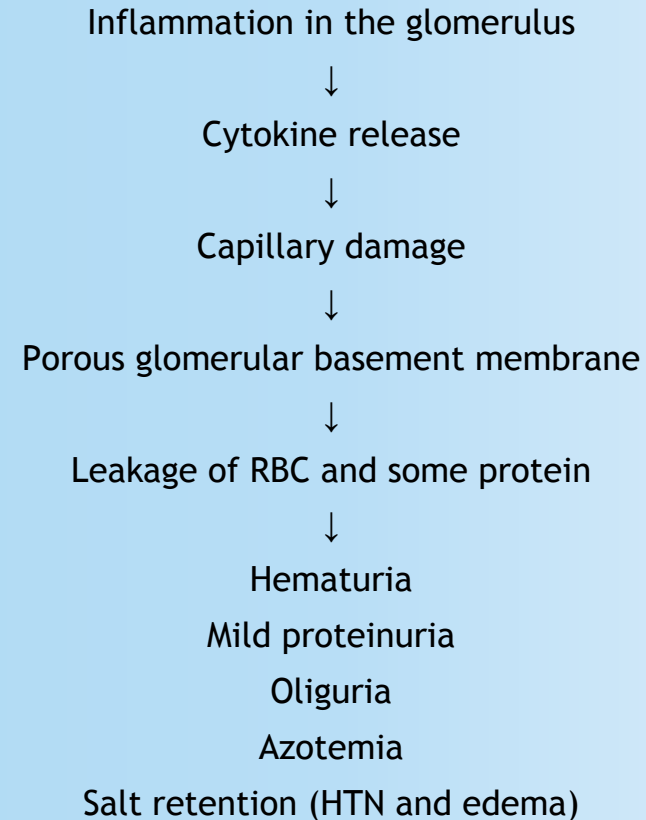 Inflammation in the glomerulus
↓
Cytokine release
↓
Capillary damage
↓
Porous glomerular basement membrane
↓
Leakage of RBC and some protein
↓
Hematuria
Mild proteinuria
Oliguria
Azotemia
Salt retention (HTN and edema)